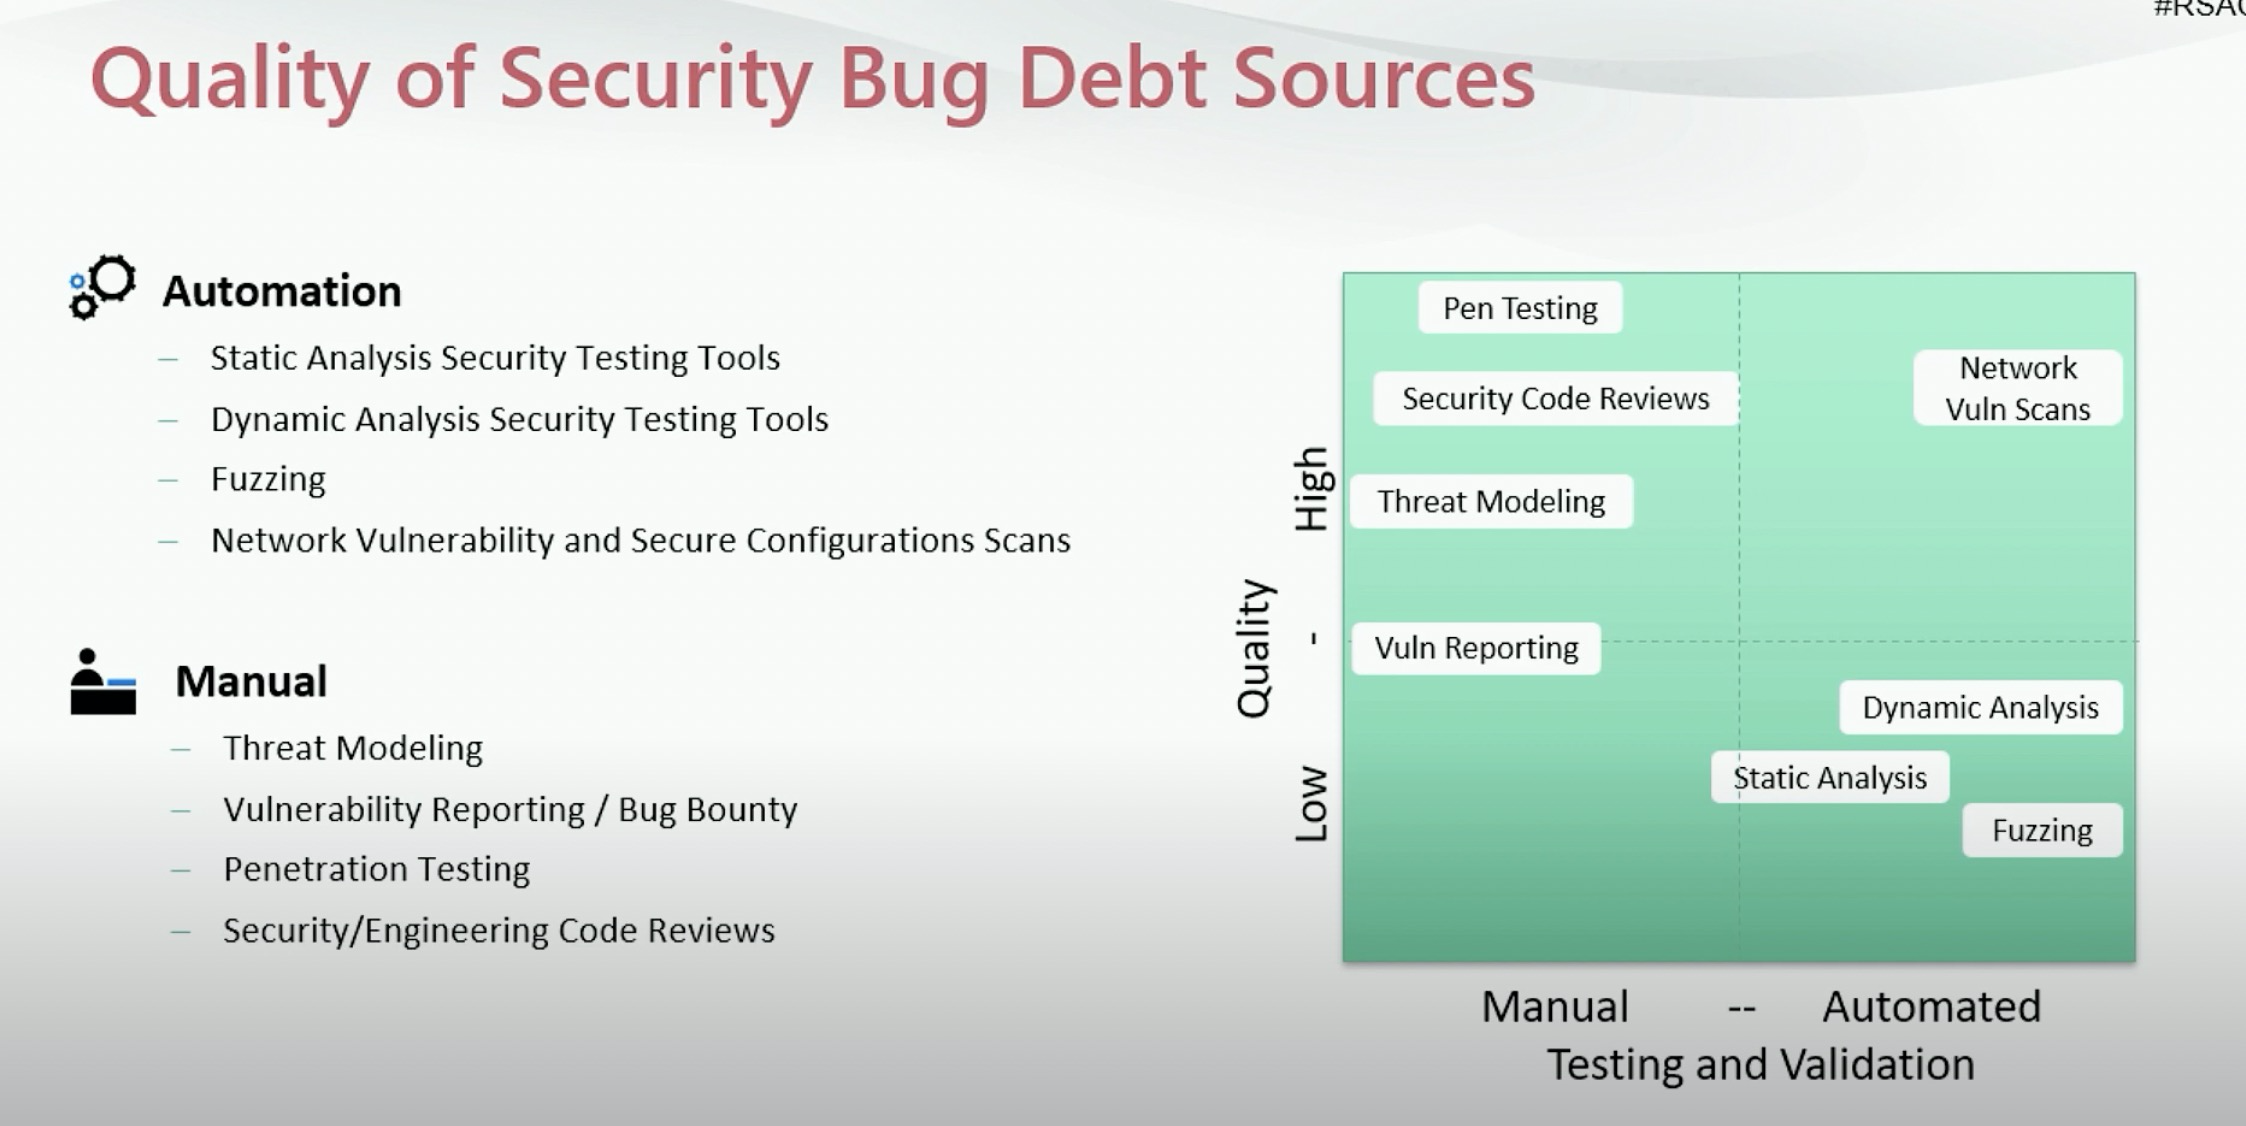 Quality of Security Bug Debt Sources
Automation
– Static Analysis Security Testing Tools
– Dynamic Analysis Security Testing Tools
– Fuzzing
– Network Vulnerability and Secure Configurations Scans
Manual
– Threat Modeling
– Vulnerability Reporting / Bug Bounty
– Penetration Testing
– Security/Engineering Code Reviews
Quality
Low - High
Pen Testing
Network
Vuln Scans
Security Code Reviews
Threat Modeling
Vuln Reporting
Dynamic Analysis
Static Analysis
Fuzzing
Manual -- Automated
Testing and Validation